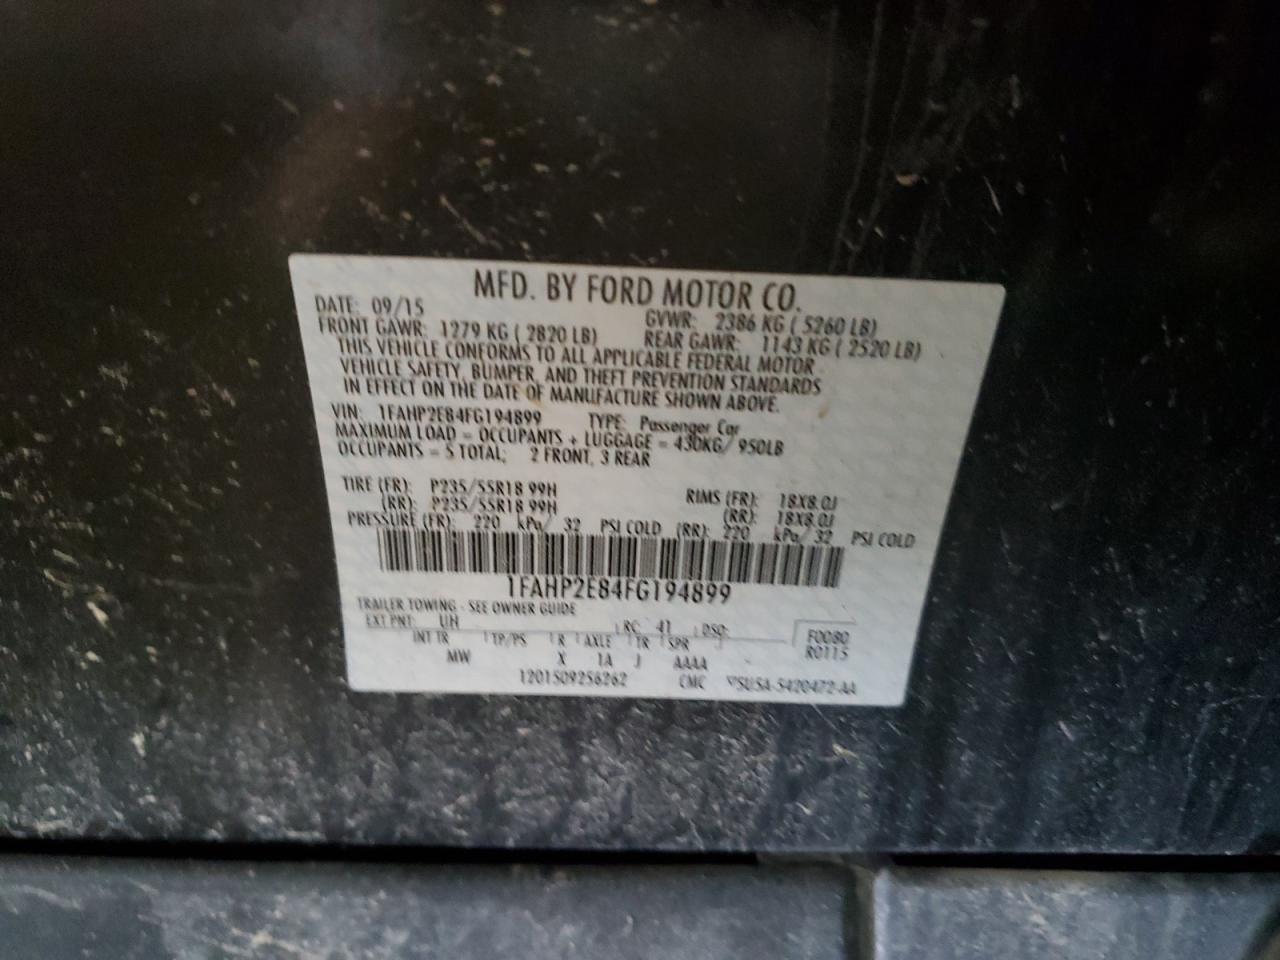 MFD. BY FORD MOTOR CO.
DATE: 09/15 GVWR: 2386 KG ( 5260 LB)
FRONT GAWR: 1279 KG ( 2820 LB) REAR GAWR: 1143 KG ( 2520 LB)
THIS VEHICLE CONFORMS TO ALL APPLICABLE FEDERAL MOTOR
VEHICLE SAFETY, BUMPER, AND THEFT PREVENTION STANDARDS
IN EFFECT ON THE DATE OF MANUFACTURE SHOWN ABOVE.
VIN: 1FAHP2E84FG194899 TYPE: Passenger Car
MAXIMUM LOAD = OCCUPANTS + LUGGAGE = 430KG/ 950LB
OCCUPANTS = 5 TOTAL; 2 FRONT, 3 REAR
TIRE (FR): P235/55R18 99H RIMS (FR): 18X8.0J
(RR): P235/55R18 99H (RR): 18X8.0J
PRESSURE (FR): 220 kPa/ 32 PSI COLD (RR): 220 kPa/ 32 PSI COLD
1FAHP2E84FG194899
TRAILER TOWING - SEE OWNER GUIDE
EXT PNT: UH RC: 41 DSO: F0080
INT TR TP/PS R AXLE TR SPR R0115
MW X 1A J AAAA
1201509256262 CMC 5U5A-5420472-AA